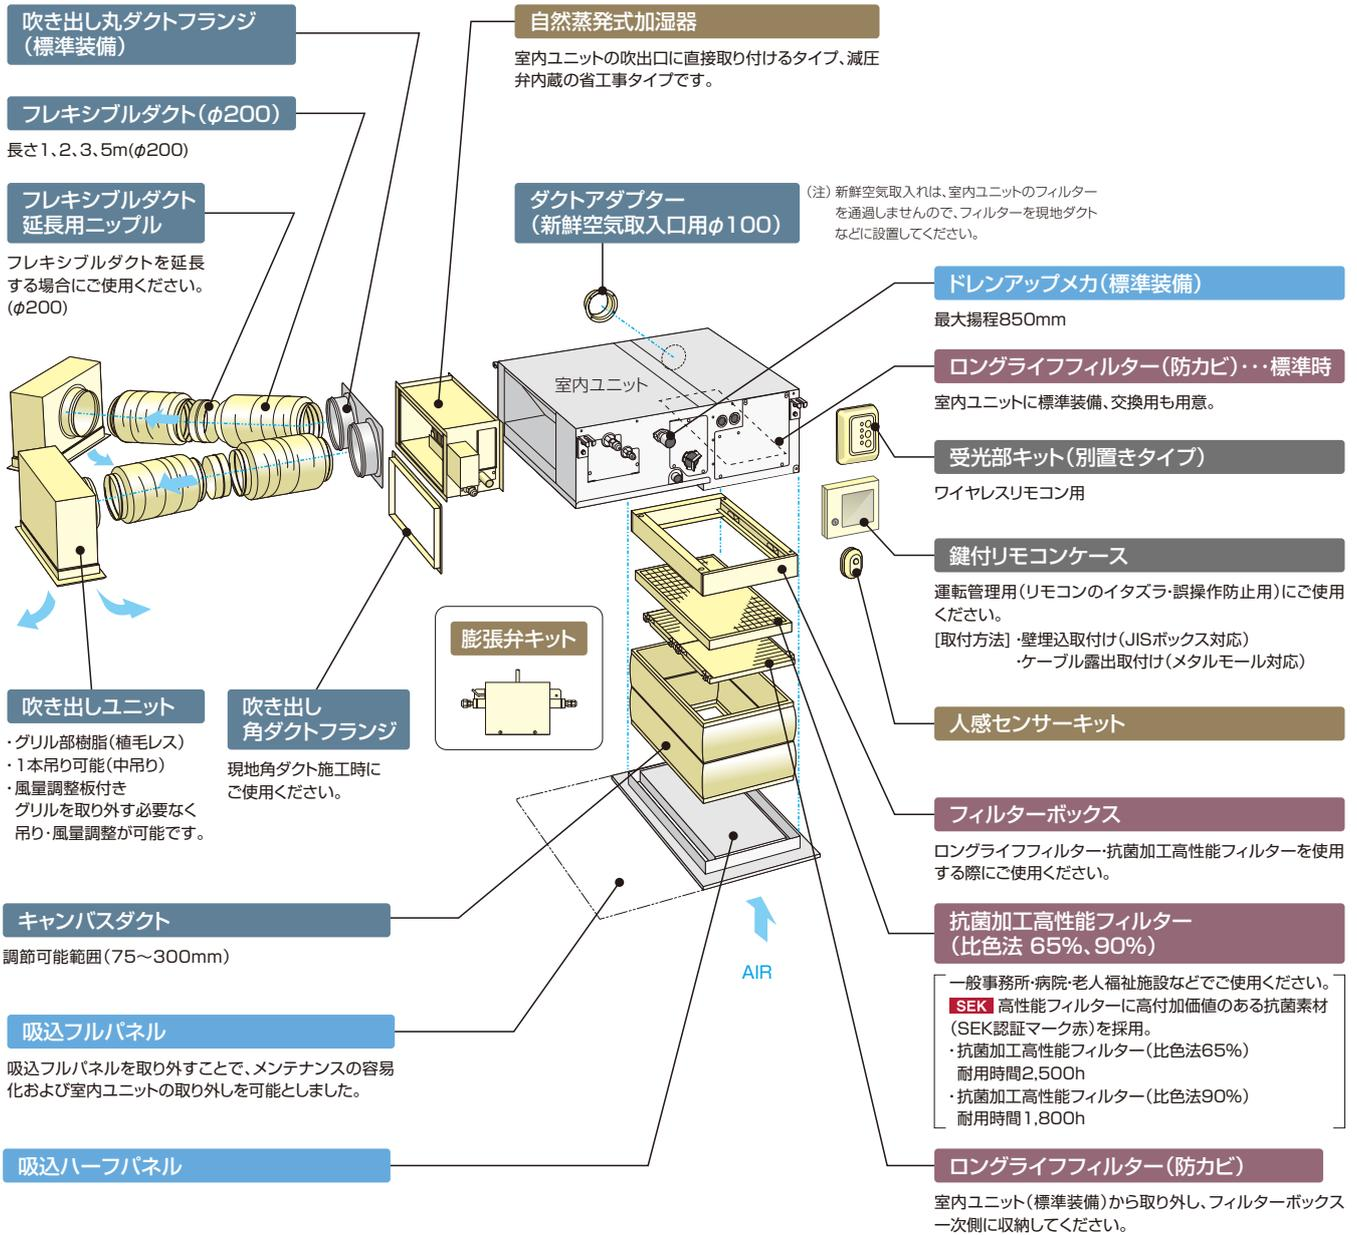 吹き出し丸ダクトフランジ
（標準装備）
フレキシブルダクト（φ200）
長さ1、2、3、5m(φ200)
フレキシブルダクト
延長用ニップル
フレキシブルダクトを延長
する場合にご使用ください。
(φ200)
自然蒸発式加湿器
室内ユニットの吹出口に直接取り付けるタイプ、減圧
弁内蔵の省工事タイプです。
ダクトアダプター
（新鮮空気取入口用φ100）
（注）新鮮空気取入れは、室内ユニットのフィルター
を通過しませんので、フィルターを現地ダクト
などに設置してください。
室内ユニット
ドレンアップメカ（標準装備）
最大揚程850mm
ロングライフフィルター（防カビ）･･･標準時
室内ユニットに標準装備、交換用も用意。
受光部キット（別置きタイプ）
ワイヤレスリモコン用
鍵付リモコンケース
運転管理用（リモコンのイタズラ・誤操作防止用）にご使用
ください。
[取付方法]・壁埋込取付け（JISボックス対応）
・ケーブル露出取付け（メタルモール対応）
人感センサーキット
膨張弁キット
吹き出しユニット
・グリル部樹脂（植毛レス）
・1本吊り可能（中吊り）
・風量調整板付き
グリルを取り外す必要なく
吊り・風量調整が可能です。
吹き出し
角ダクトフランジ
現地角ダクト施工時に
ご使用ください。
フィルターボックス
ロングライフフィルター・抗菌加工高性能フィルターを使用
する際にご使用ください。
キャンバスダクト
調節可能範囲（75～300mm）
AIR
抗菌加工高性能フィルター
（比色法 65%、90%）
一般事務所・病院・老人福祉施設などでご使用ください。
SEK 高性能フィルターに高付加価値のある抗菌素材
（SEK認証マーク赤）を採用。
・抗菌加工高性能フィルター（比色法65%）
耐用時間2,500h
・抗菌加工高性能フィルター（比色法90%）
耐用時間1,800h
吸込フルパネル
吸込フルパネルを取り外すことで、メンテナンスの容易
化および室内ユニットの取り外しを可能としました。
吸込ハーフパネル
ロングライフフィルター（防カビ）
室内ユニット（標準装備）から取り外し、フィルターボックス
一次側に収納してください。